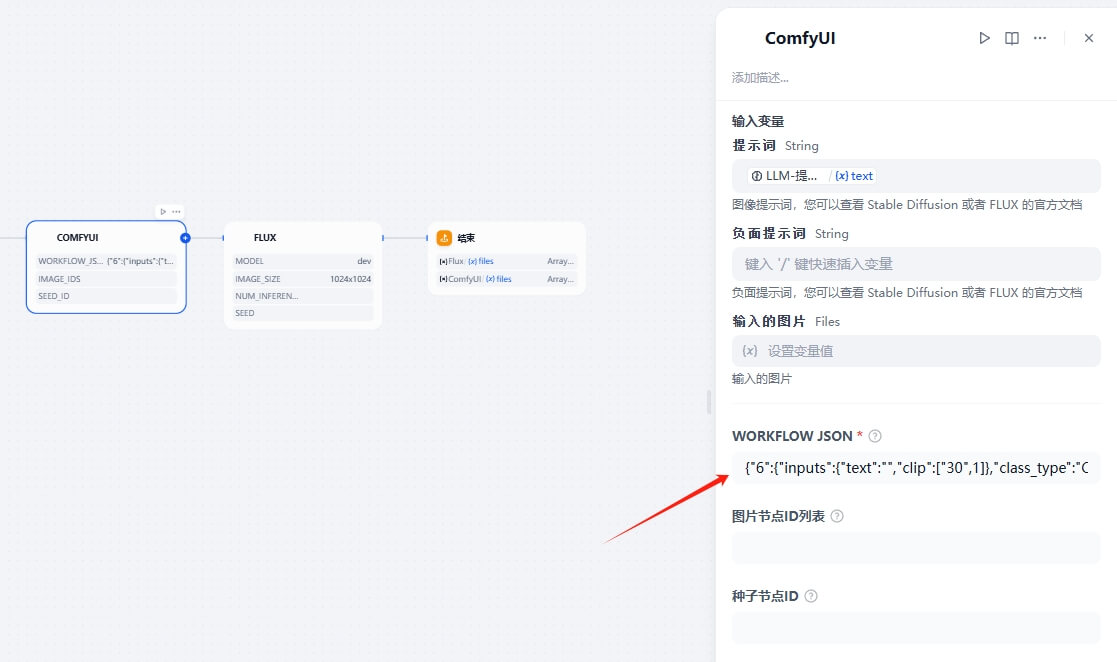 COMFYUI
WORKFLOW_JS... {"6":{"inputs":{"t...
IMAGE_IDS
SEED_ID
FLUX
MODEL dev
IMAGE_SIZE 1024x1024
NUM_INFEREN...
SEED
结束
Flux (x) files Array...
ComfyUI (x) files Array...
ComfyUI
添加描述...
输入变量
提示词 String
LLM-提... / {x} text
图像提示词，您可以查看 Stable Diffusion 或者 FLUX 的官方文档
负面提示词 String
键入 '/' 键快速插入变量
负面提示词，您可以查看 Stable Diffusion 或者 FLUX 的官方文档
输入的图片 Files
{x} 设置变量值
输入的图片
WORKFLOW JSON *
{"6":{"inputs":{"text":"","clip":["30",1]},"class_type":"C
图片节点ID列表
种子节点ID